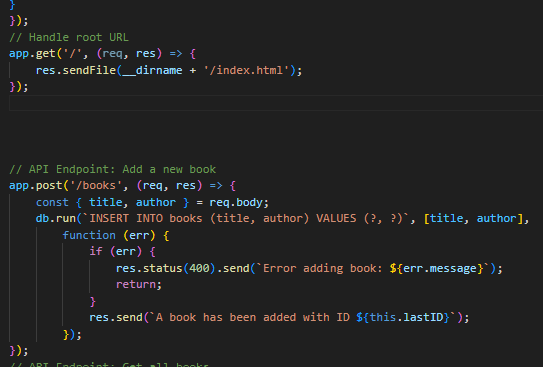 }
});
// Handle root URL
app.get('/', (req, res) => {
    res.sendFile(__dirname + '/index.html');
});
// API Endpoint: Add a new book
app.post('/books', (req, res) => {
    const { title, author } = req.body;
    db.run(`INSERT INTO books (title, author) VALUES (?, ?)`, [title, author],
        function (err) {
            if (err) {
                res.status(400).send(`Error adding book: ${err.message}`);
                return;
            }
            res.send(`A book has been added with ID ${this.lastID}`);
        });
});
// API Endpoint: Get all books